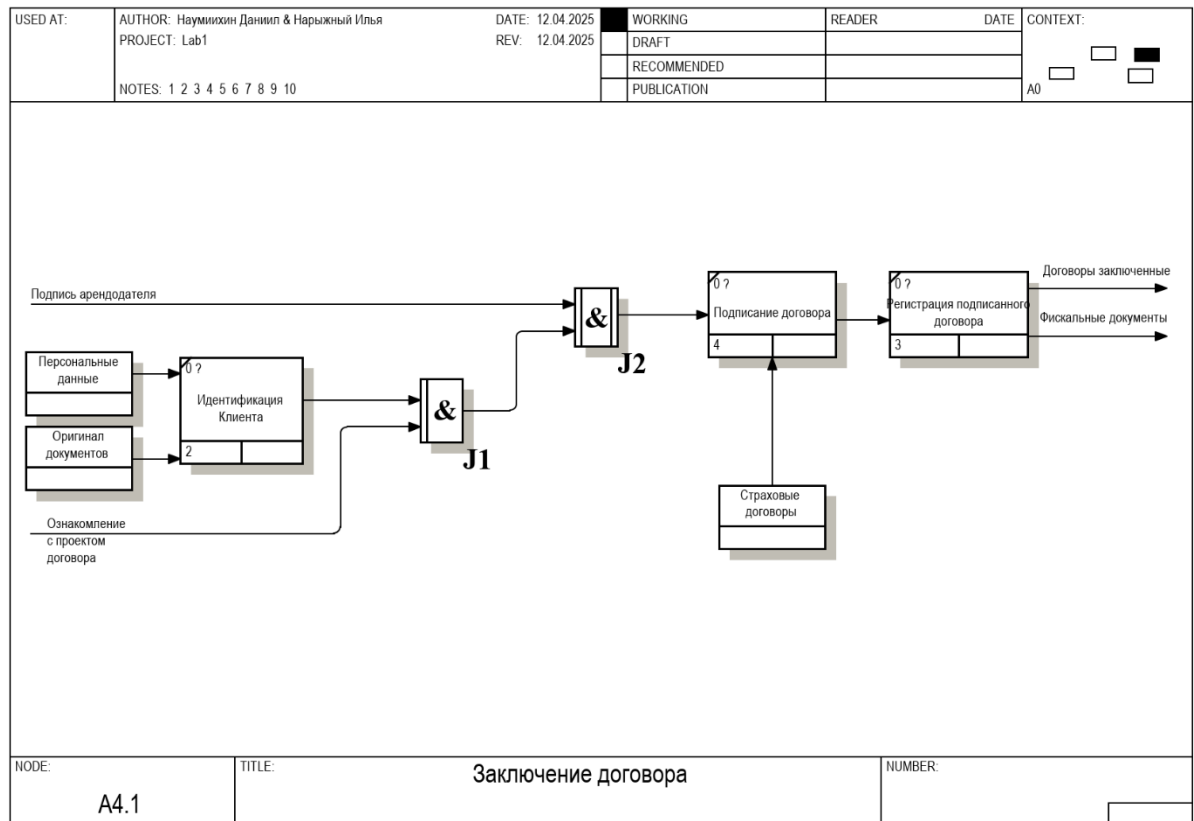 USED AT:
AUTHOR: Наумиихин Даниил & Нарыжный Илья
DATE: 12.04.2025
PROJECT: Lab1
REV: 12.04.2025
NOTES: 1 2 3 4 5 6 7 8 9 10
WORKING
DRAFT
RECOMMENDED
PUBLICATION
READER
DATE
CONTEXT:
A0
Подпись арендодателя
Персональные
данные
Оригинал
документов
0 ?
Идентификация
Клиента
2
Ознакомление
с проектом
договора
&
J1
&
J2
0 ?
Подписание договора
4
Страховые
договоры
0 ?
Регистрация подписанного
договора
3
Договоры заключенные
Фискальные документы
NODE:
A4.1
TITLE:
Заключение договора
NUMBER: